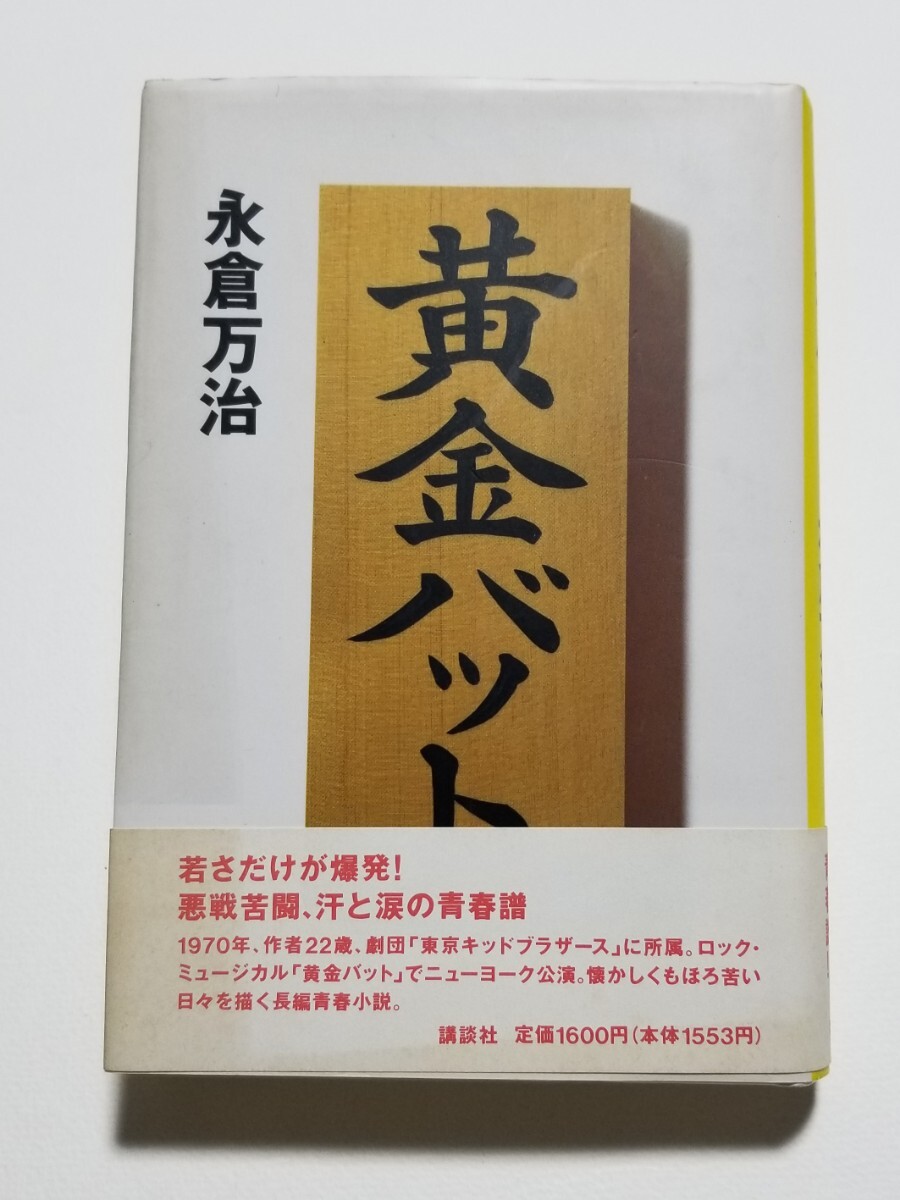 永倉万治
黄金バット
若さだけが爆発!
悪戦苦闘、汗と涙の青春譜
1970年、作者22歳、劇団「東京キッドブラザース」に所属。ロック・
ミュージカル「黄金バット」でニューヨーク公演。懐かしくもほろ苦い
日々を描く長編青春小説。
講談社 定価1600円(本体1553円)